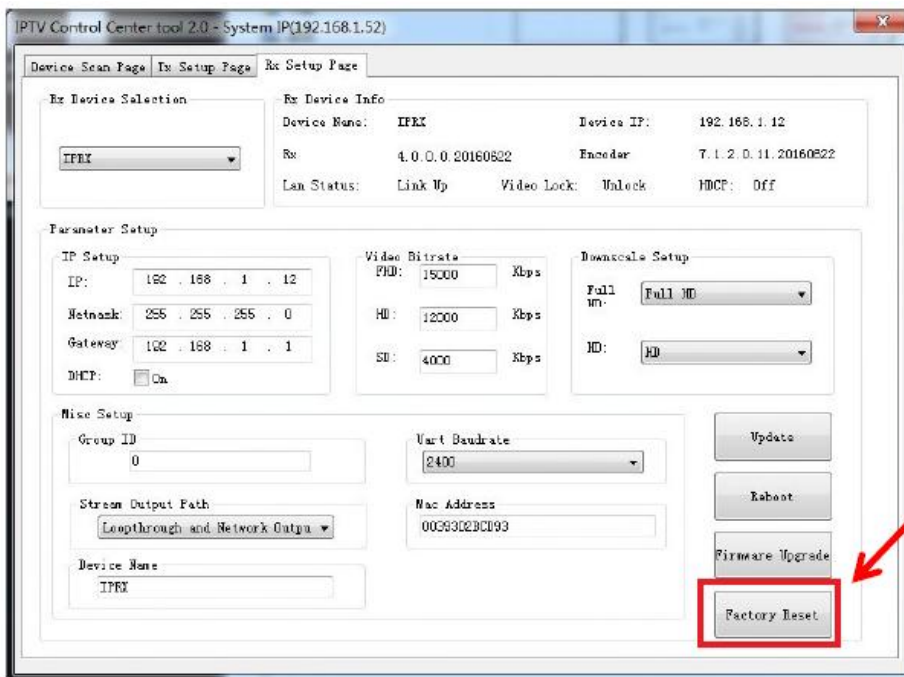 IPTV Control Center tool 2.0 - System IP(192.168.1.52)
Device Scan Page Tx Setup Page Rx Setup Page
Rx Device Selection
IPRX
Rx Device Info
Device Name: IPRX Device IP: 192.168.1.12
Rx 4.0.0.0.20160622 Encoder 7.1.2.0.11.20160622
Lan Status: Link Up Video Lock: Unlock HDCP: Off
Parameter Setup
IP Setup
IP: 192 . 168 . 1 . 12
Netmask: 255 . 255 . 255 . 0
Gateway: 192 . 168 . 1 . 1
DHCP: On
Video Bitrate
FHD: 15000 Kbps
HD: 12000 Kbps
SD: 4000 Kbps
Downscale Setup
Full Full HD
HD: HD
Misc Setup
Group ID
0
Uart Baudrate
2400
Stream Output Path
Loopthrough and Network Outpu
Mac Address
Device Name
IPRX
Update
Reboot
Firmware Upgrade
Factory Reset